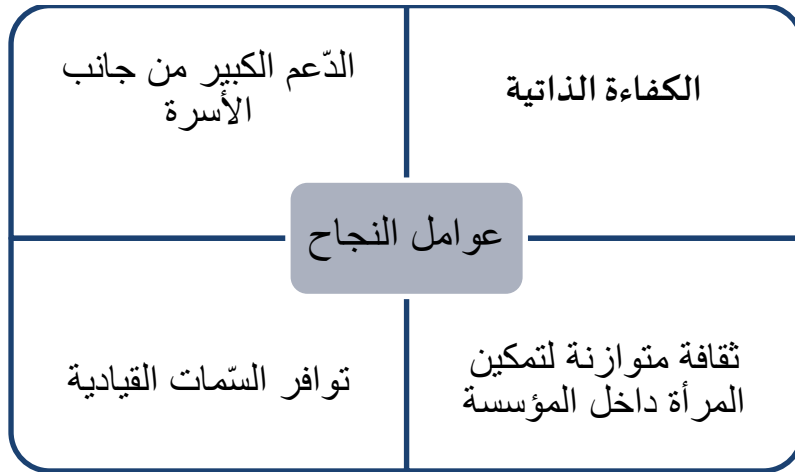 الكفاءة الذاتية
الدّعم الكبير من جانب
الأسرة
عوامل النجاح
ثقافة متوازنة لتمكين
المرأة داخل المؤسسة
توافر السّمات القيادية